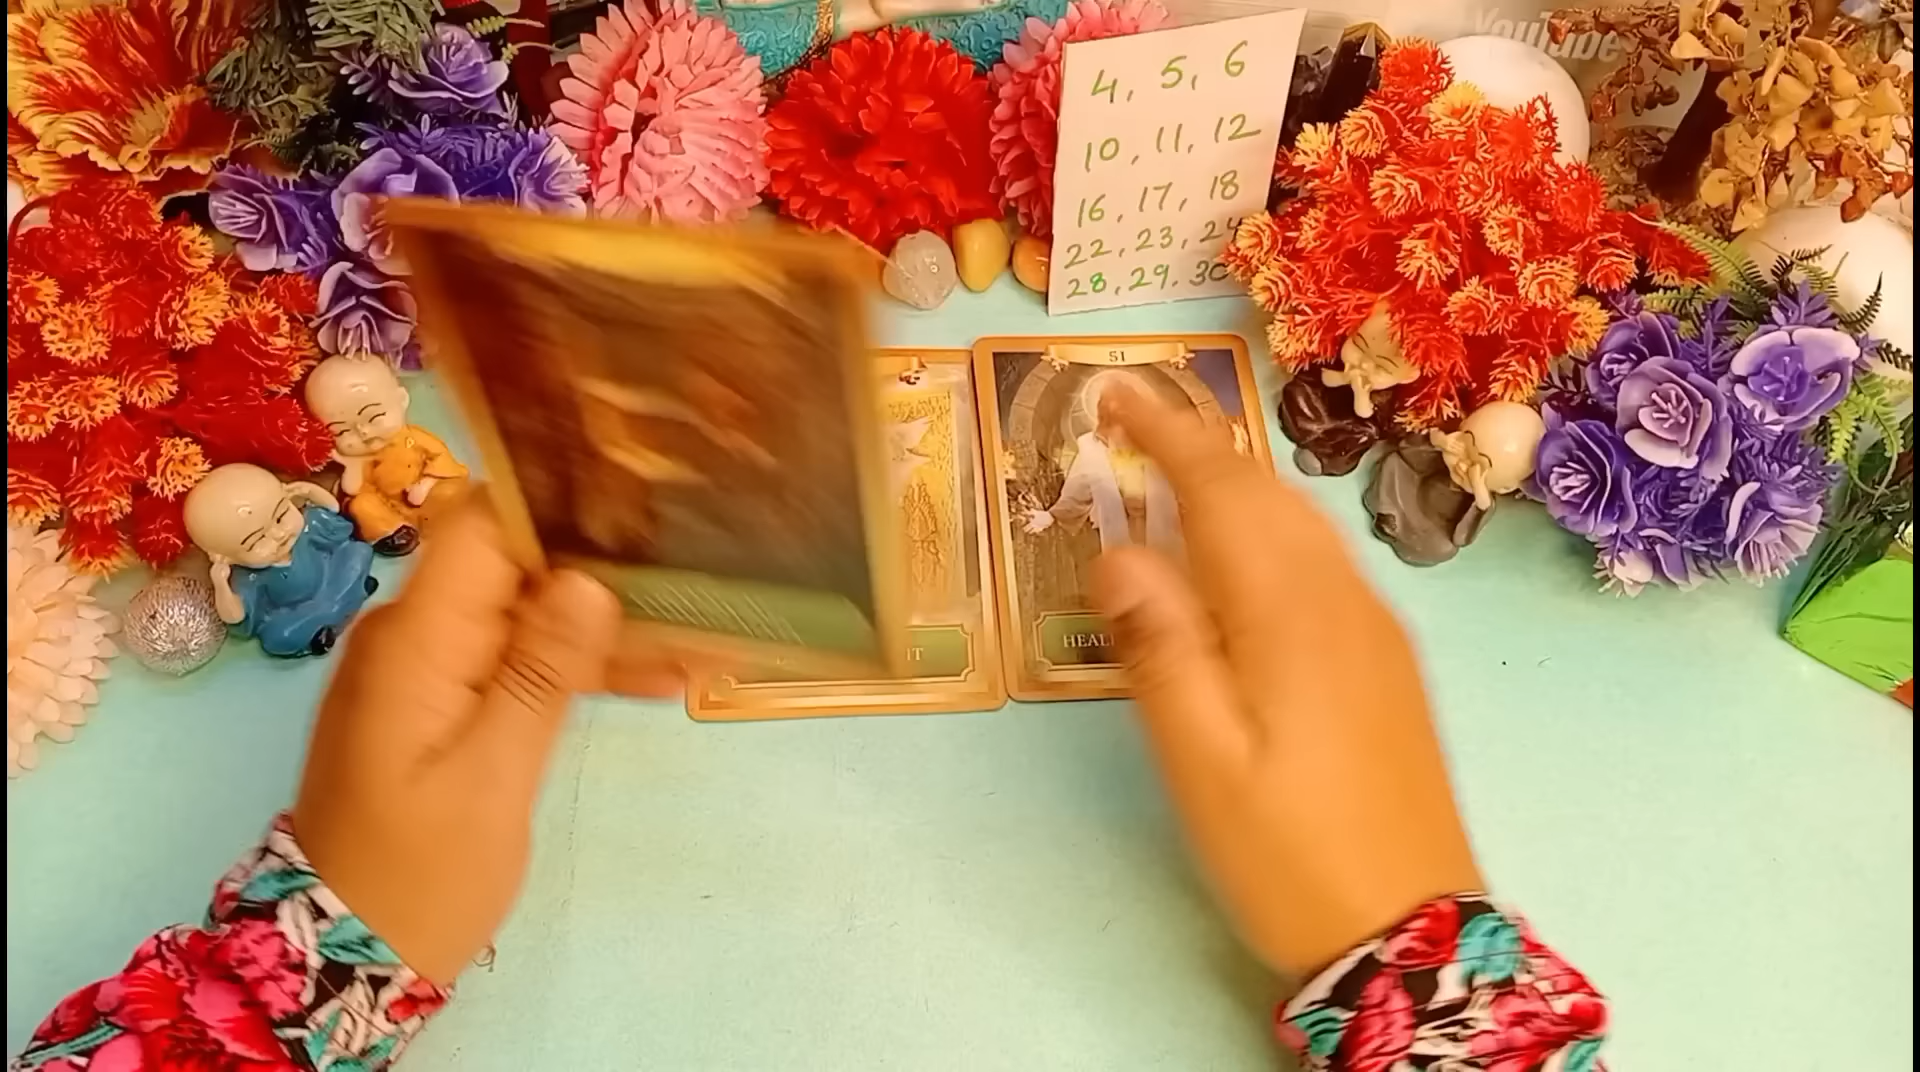 YouTube
4, 5, 6
10, 11, 12
16, 17, 18
22, 23, 24
28, 29. 30
51